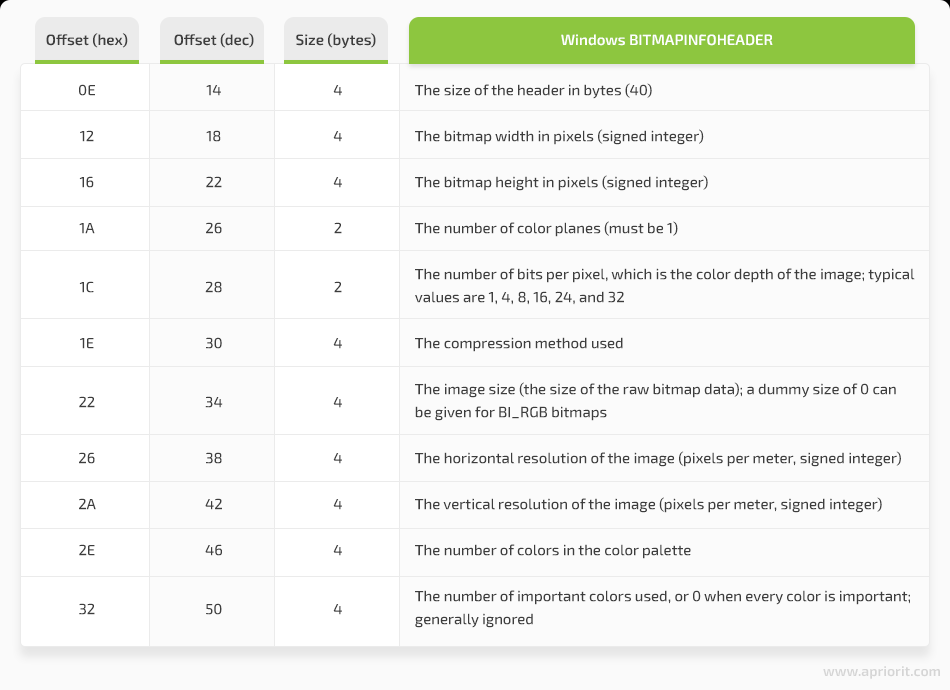 Offset (hex) Offset (dec) Size (bytes) Windows BITMAPINFOHEADER
0E 14 4 The size of the header in bytes (40)
12 18 4 The bitmap width in pixels (signed integer)
16 22 4 The bitmap height in pixels (signed integer)
1A 26 2 The number of color planes (must be 1)
1C 28 2 The number of bits per pixel, which is the color depth of the image; typical
values are 1, 4, 8, 16, 24, and 32
1E 30 4 The compression method used
22 34 4 The image size (the size of the raw bitmap data); a dummy size of 0 can
be given for BI_RGB bitmaps
26 38 4 The horizontal resolution of the image (pixels per meter, signed integer)
2A 42 4 The vertical resolution of the image (pixels per meter, signed integer)
2E 46 4 The number of colors in the color palette
32 50 4 The number of important colors used, or 0 when every color is important;
generally ignored
www.apriorit.com